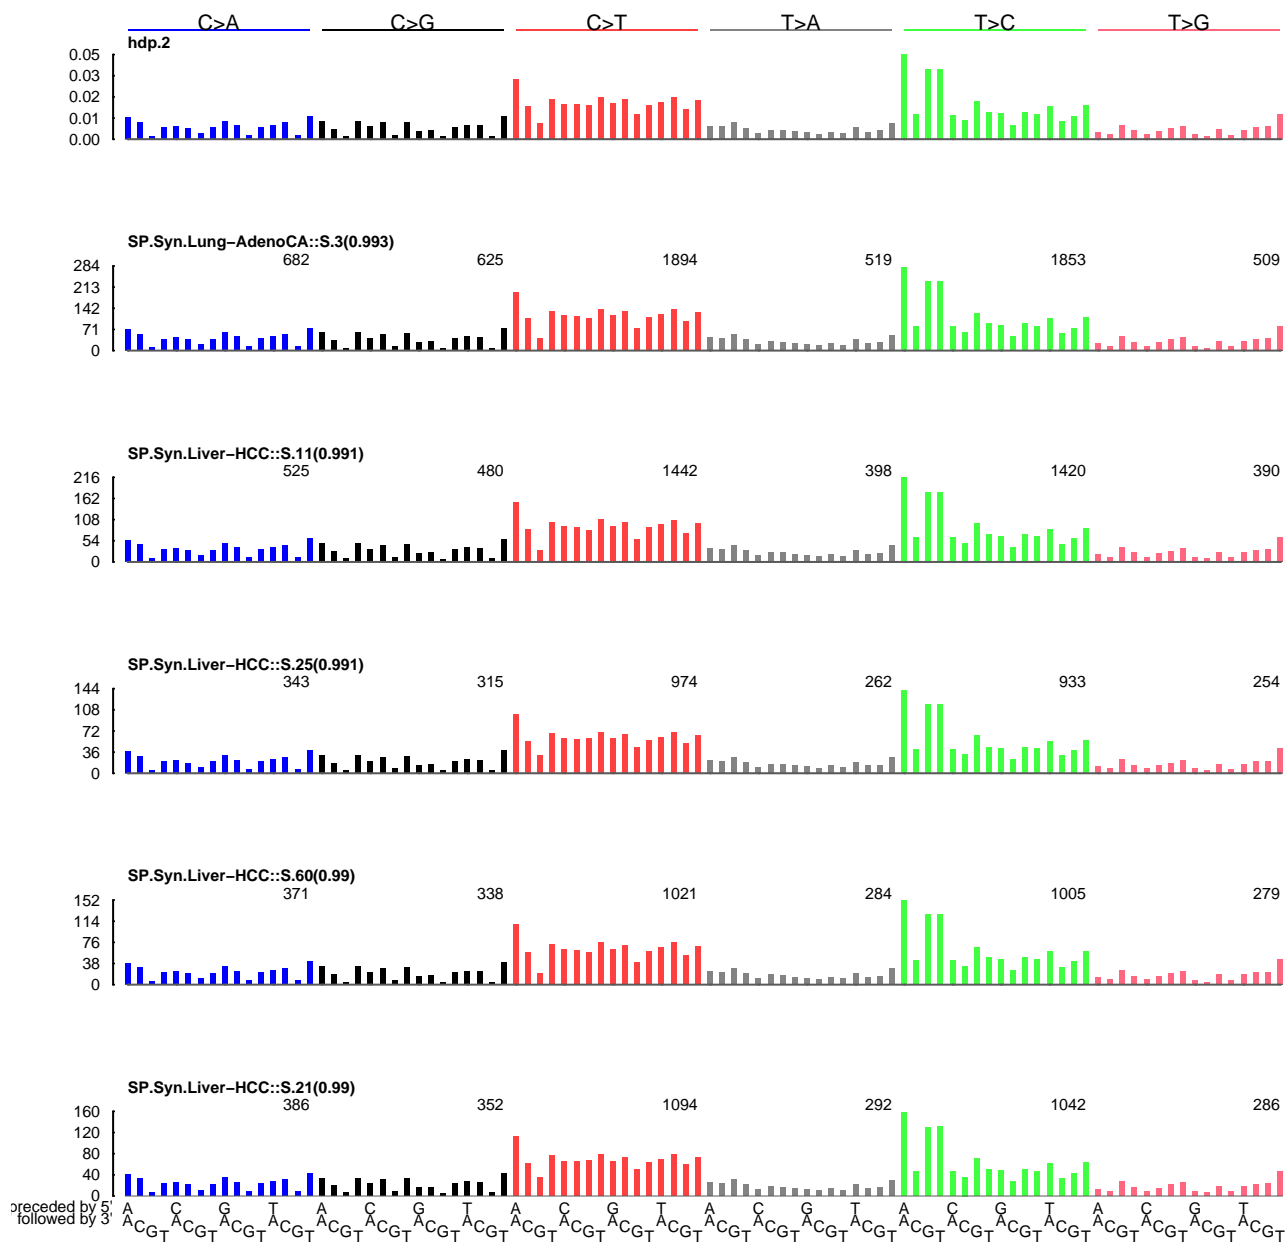 C>A C>G C>T T>A T>C T>G
hdp.2
0.05
0.03
0.02
0.01
0.00
SP.Syn.Lung−AdenoCA::S.3(0.993)
682 625 1894 519 1853 509
284
213
142
71
0
SP.Syn.Liver−HCC::S.11(0.991)
525 480 1442 398 1420 390
216
162
108
54
0
SP.Syn.Liver−HCC::S.25(0.991)
343 315 974 262 933 254
144
108
72
36
0
SP.Syn.Liver−HCC::S.60(0.99)
371 338 1021 284 1005 279
152
114
76
38
0
SP.Syn.Liver−HCC::S.21(0.99)
386 352 1094 292 1042 286
160
120
80
40
0
preceded by 5' A C G T A C G T A C G T A C G T A C G T A C G T
followed by 3' ACGTACGTACGTACGTACGTACGTACGTACGTACGTACGTACGTACGTACGTACGTACGTACGTACGTACGTACGTACGTACGTACGTACGTACGT